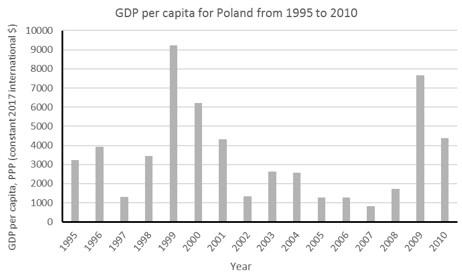 GDP per capita for Poland from 1995 to 2010
GDP per capita, PPP (constant 2017 international $)
10000
9000
8000
7000
6000
5000
4000
3000
2000
1000
0
1995 1996 1997 1998 1999 2000 2001 2002 2003 2004 2005 2006 2007 2008 2009 2010
Year